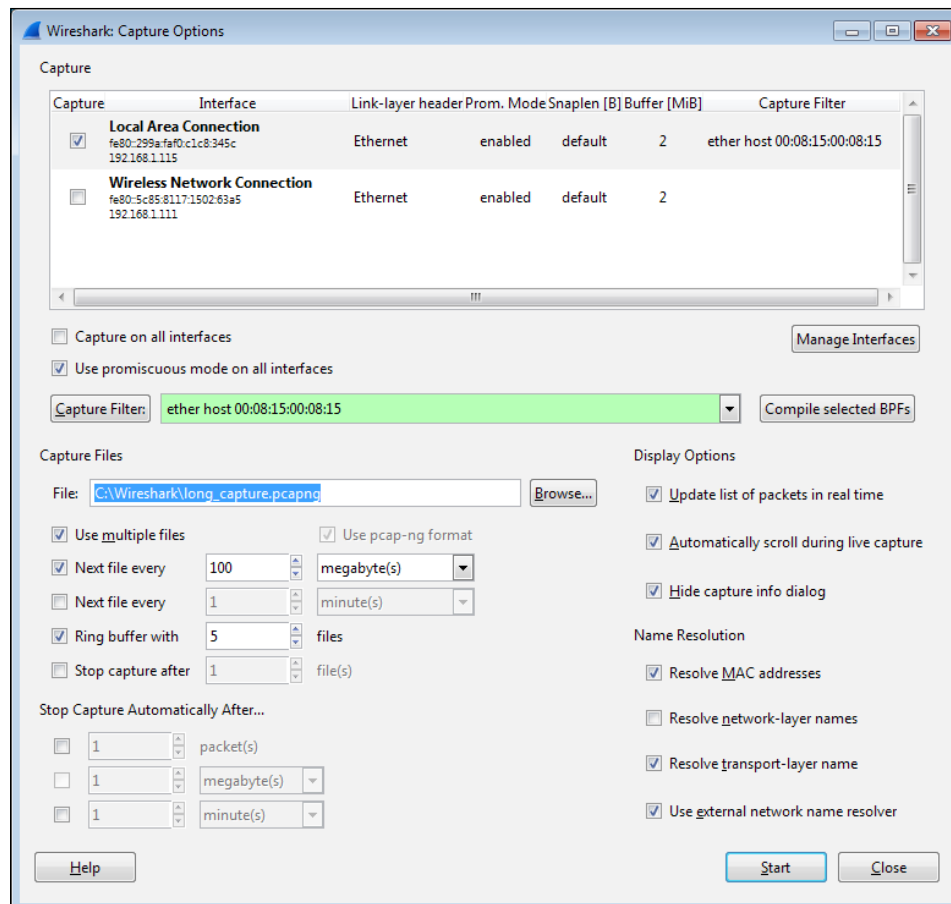 Wireshark: Capture Options
Capture
Capture Interface Link-layer header Prom. Mode Snaplen [B] Buffer [MiB] Capture Filter
Local Area Connection
fe80::299a:faf0:c1c8:345c
192.168.1.115
Ethernet enabled default 2 ether host 00:08:15:00:08:15
Wireless Network Connection
fe80::5c85:8117:1502:63a5
192.168.1.111
Ethernet enabled default 2
Capture on all interfaces
Manage Interfaces
Use promiscuous mode on all interfaces
Capture Filter: ether host 00:08:15:00:08:15 Compile selected BPFs
Capture Files
File: C:\Wireshark\long_capture.pcapng Browse...
Use multiple files Use pcap-ng format
Next file every 100 megabyte(s)
Next file every 1 minute(s)
Ring buffer with 5 files
Stop capture after 1 file(s)
Stop Capture Automatically After...
1 packet(s)
1 megabyte(s)
1 minute(s)
Display Options
Update list of packets in real time
Automatically scroll during live capture
Hide capture info dialog
Name Resolution
Resolve MAC addresses
Resolve network-layer names
Resolve transport-layer name
Use external network name resolver
Help Start Close